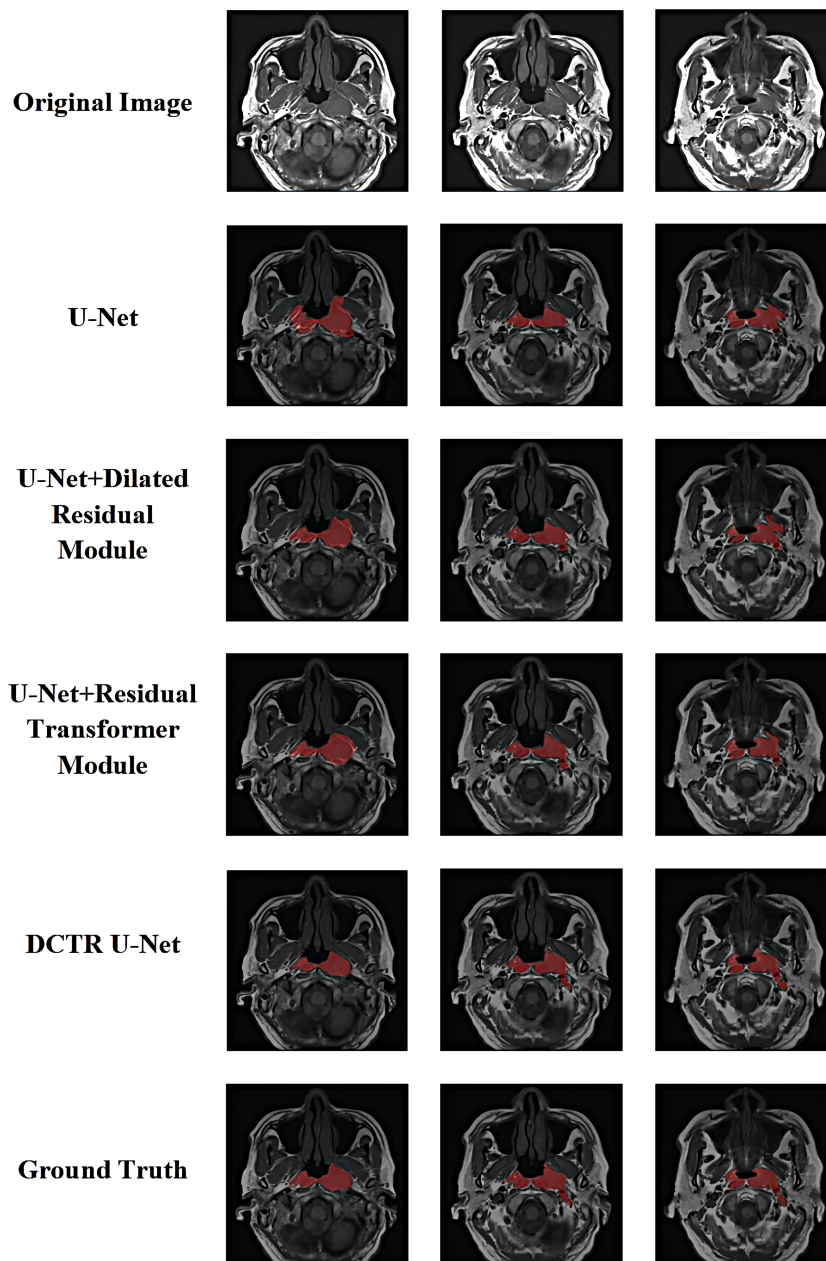 Original Image
U-Net
U-Net+Dilated
Residual
Module
U-Net+Residual
Transformer
Module
DCTR U-Net
Ground Truth